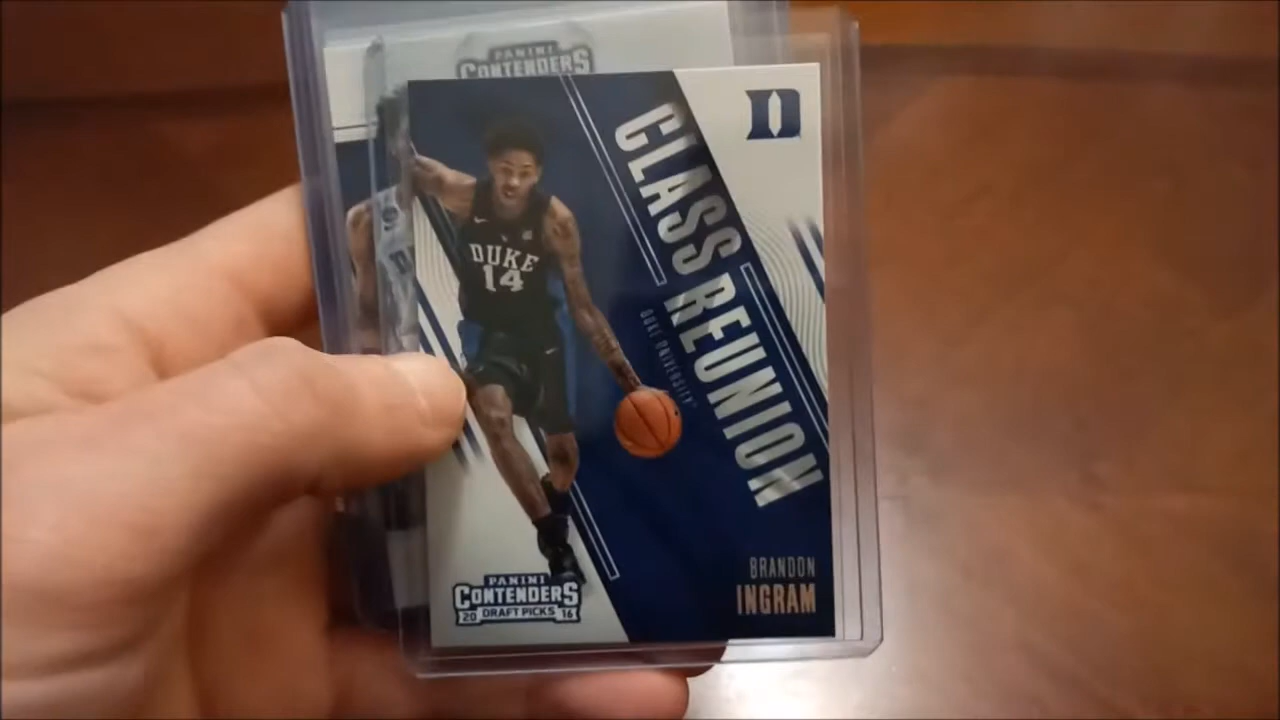 PANINI
CONTENDERS
D
CLASS REUNION
DUKE UNIVERSITY
DUKE
14
BRANDON
INGRAM
PANINI
CONTENDERS
20 DRAFT PICKS 16